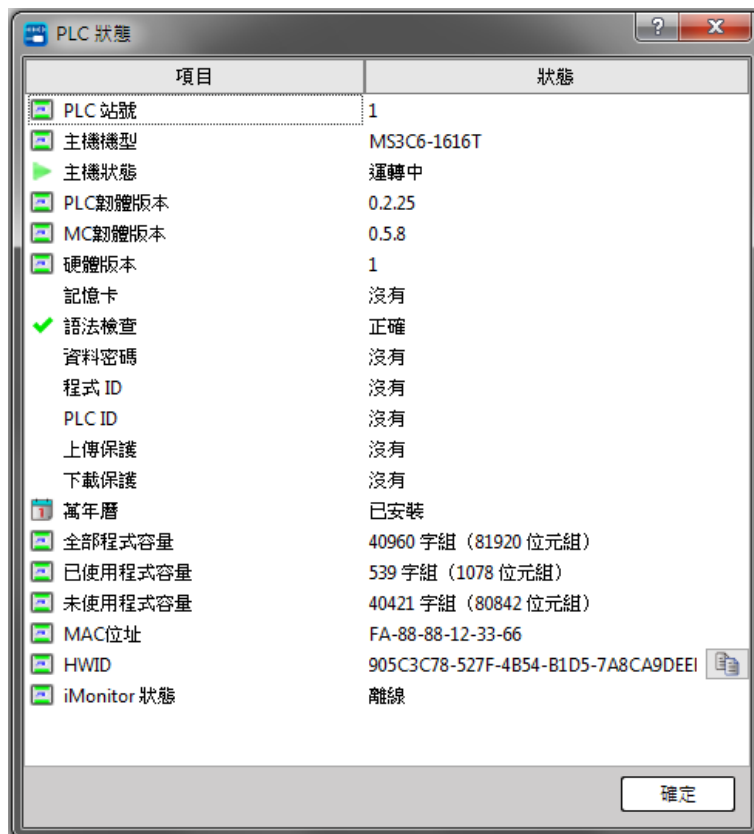 PLC 狀態
項目 狀態
PLC 站號 1
主機機型 MS3C6-1616T
主機狀態 運轉中
PLC韌體版本 0.2.25
MC韌體版本 0.5.8
硬體版本 1
記憶卡 沒有
語法檢查 正確
資料密碼 沒有
程式 ID 沒有
PLC ID 沒有
上傳保護 沒有
下載保護 沒有
萬年曆 已安裝
全部程式容量 40960 字組（81920 位元組）
已使用程式容量 539 字組（1078 位元組）
未使用程式容量 40421 字組（80842 位元組）
MAC位址 FA-88-88-12-33-66
HWID 905C3C78-527F-4B54-B1D5-7A8CA9DEE
iMonitor 狀態 離線
確定